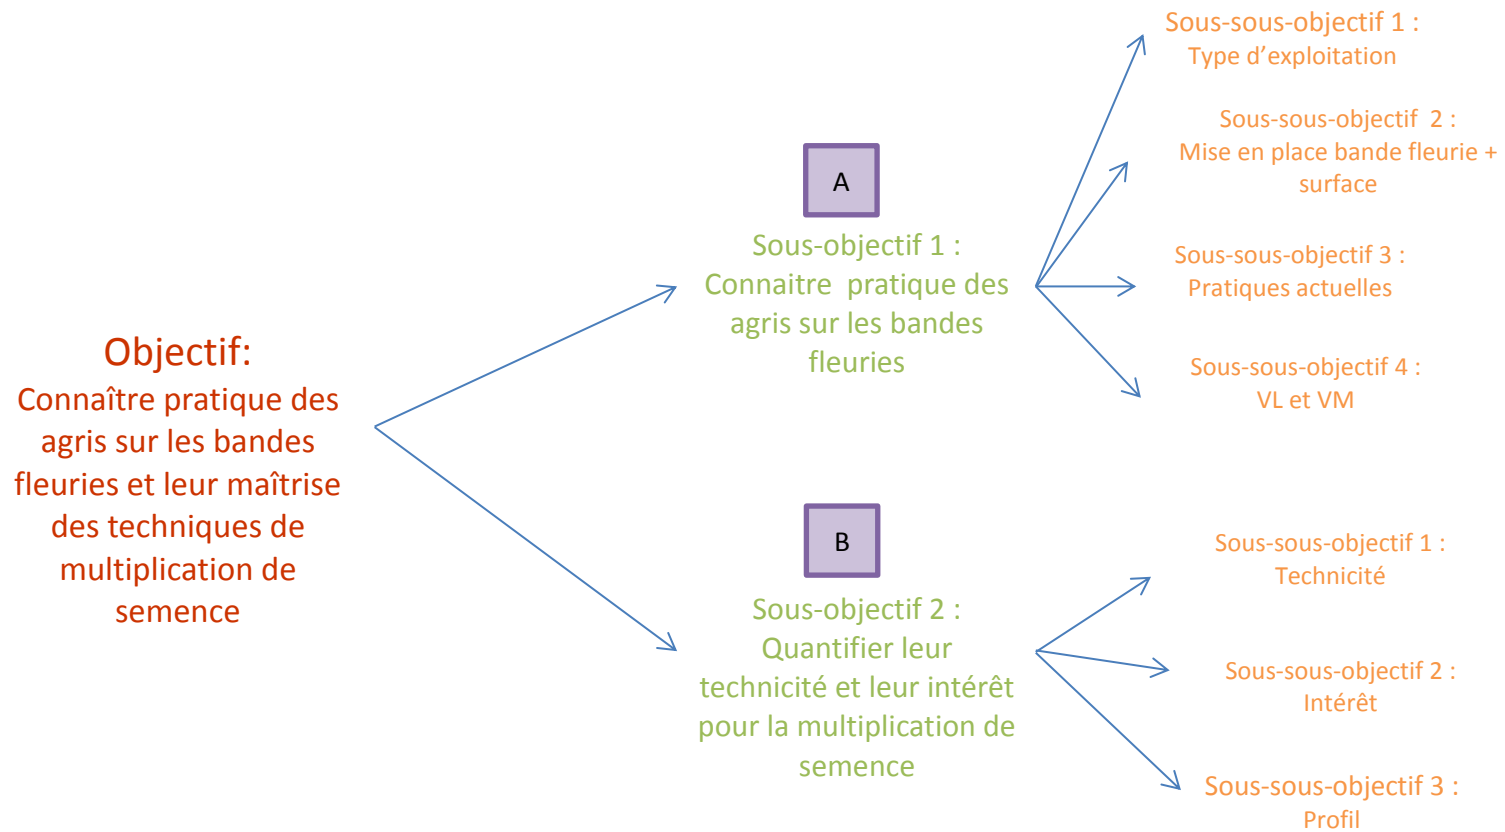 Objectif:
Connaître pratique des
agris sur les bandes
fleuries et leur maîtrise
des techniques de
multiplication de
semence
A
Sous-objectif 1 :
Connaitre  pratique des
agris sur les bandes
fleuries
Sous-sous-objectif 1 :
Type d’exploitation
Sous-sous-objectif  2 :
Mise en place bande fleurie +
surface
Sous-sous-objectif 3 :
Pratiques actuelles
Sous-sous-objectif 4 :
VL et VM
B
Sous-objectif 2 :
Quantifier leur
technicité et leur intérêt
pour la multiplication de
semence
Sous-sous-objectif 1 :
Technicité
Sous-sous-objectif 2 :
Intérêt
Sous-sous-objectif 3 :
Profil